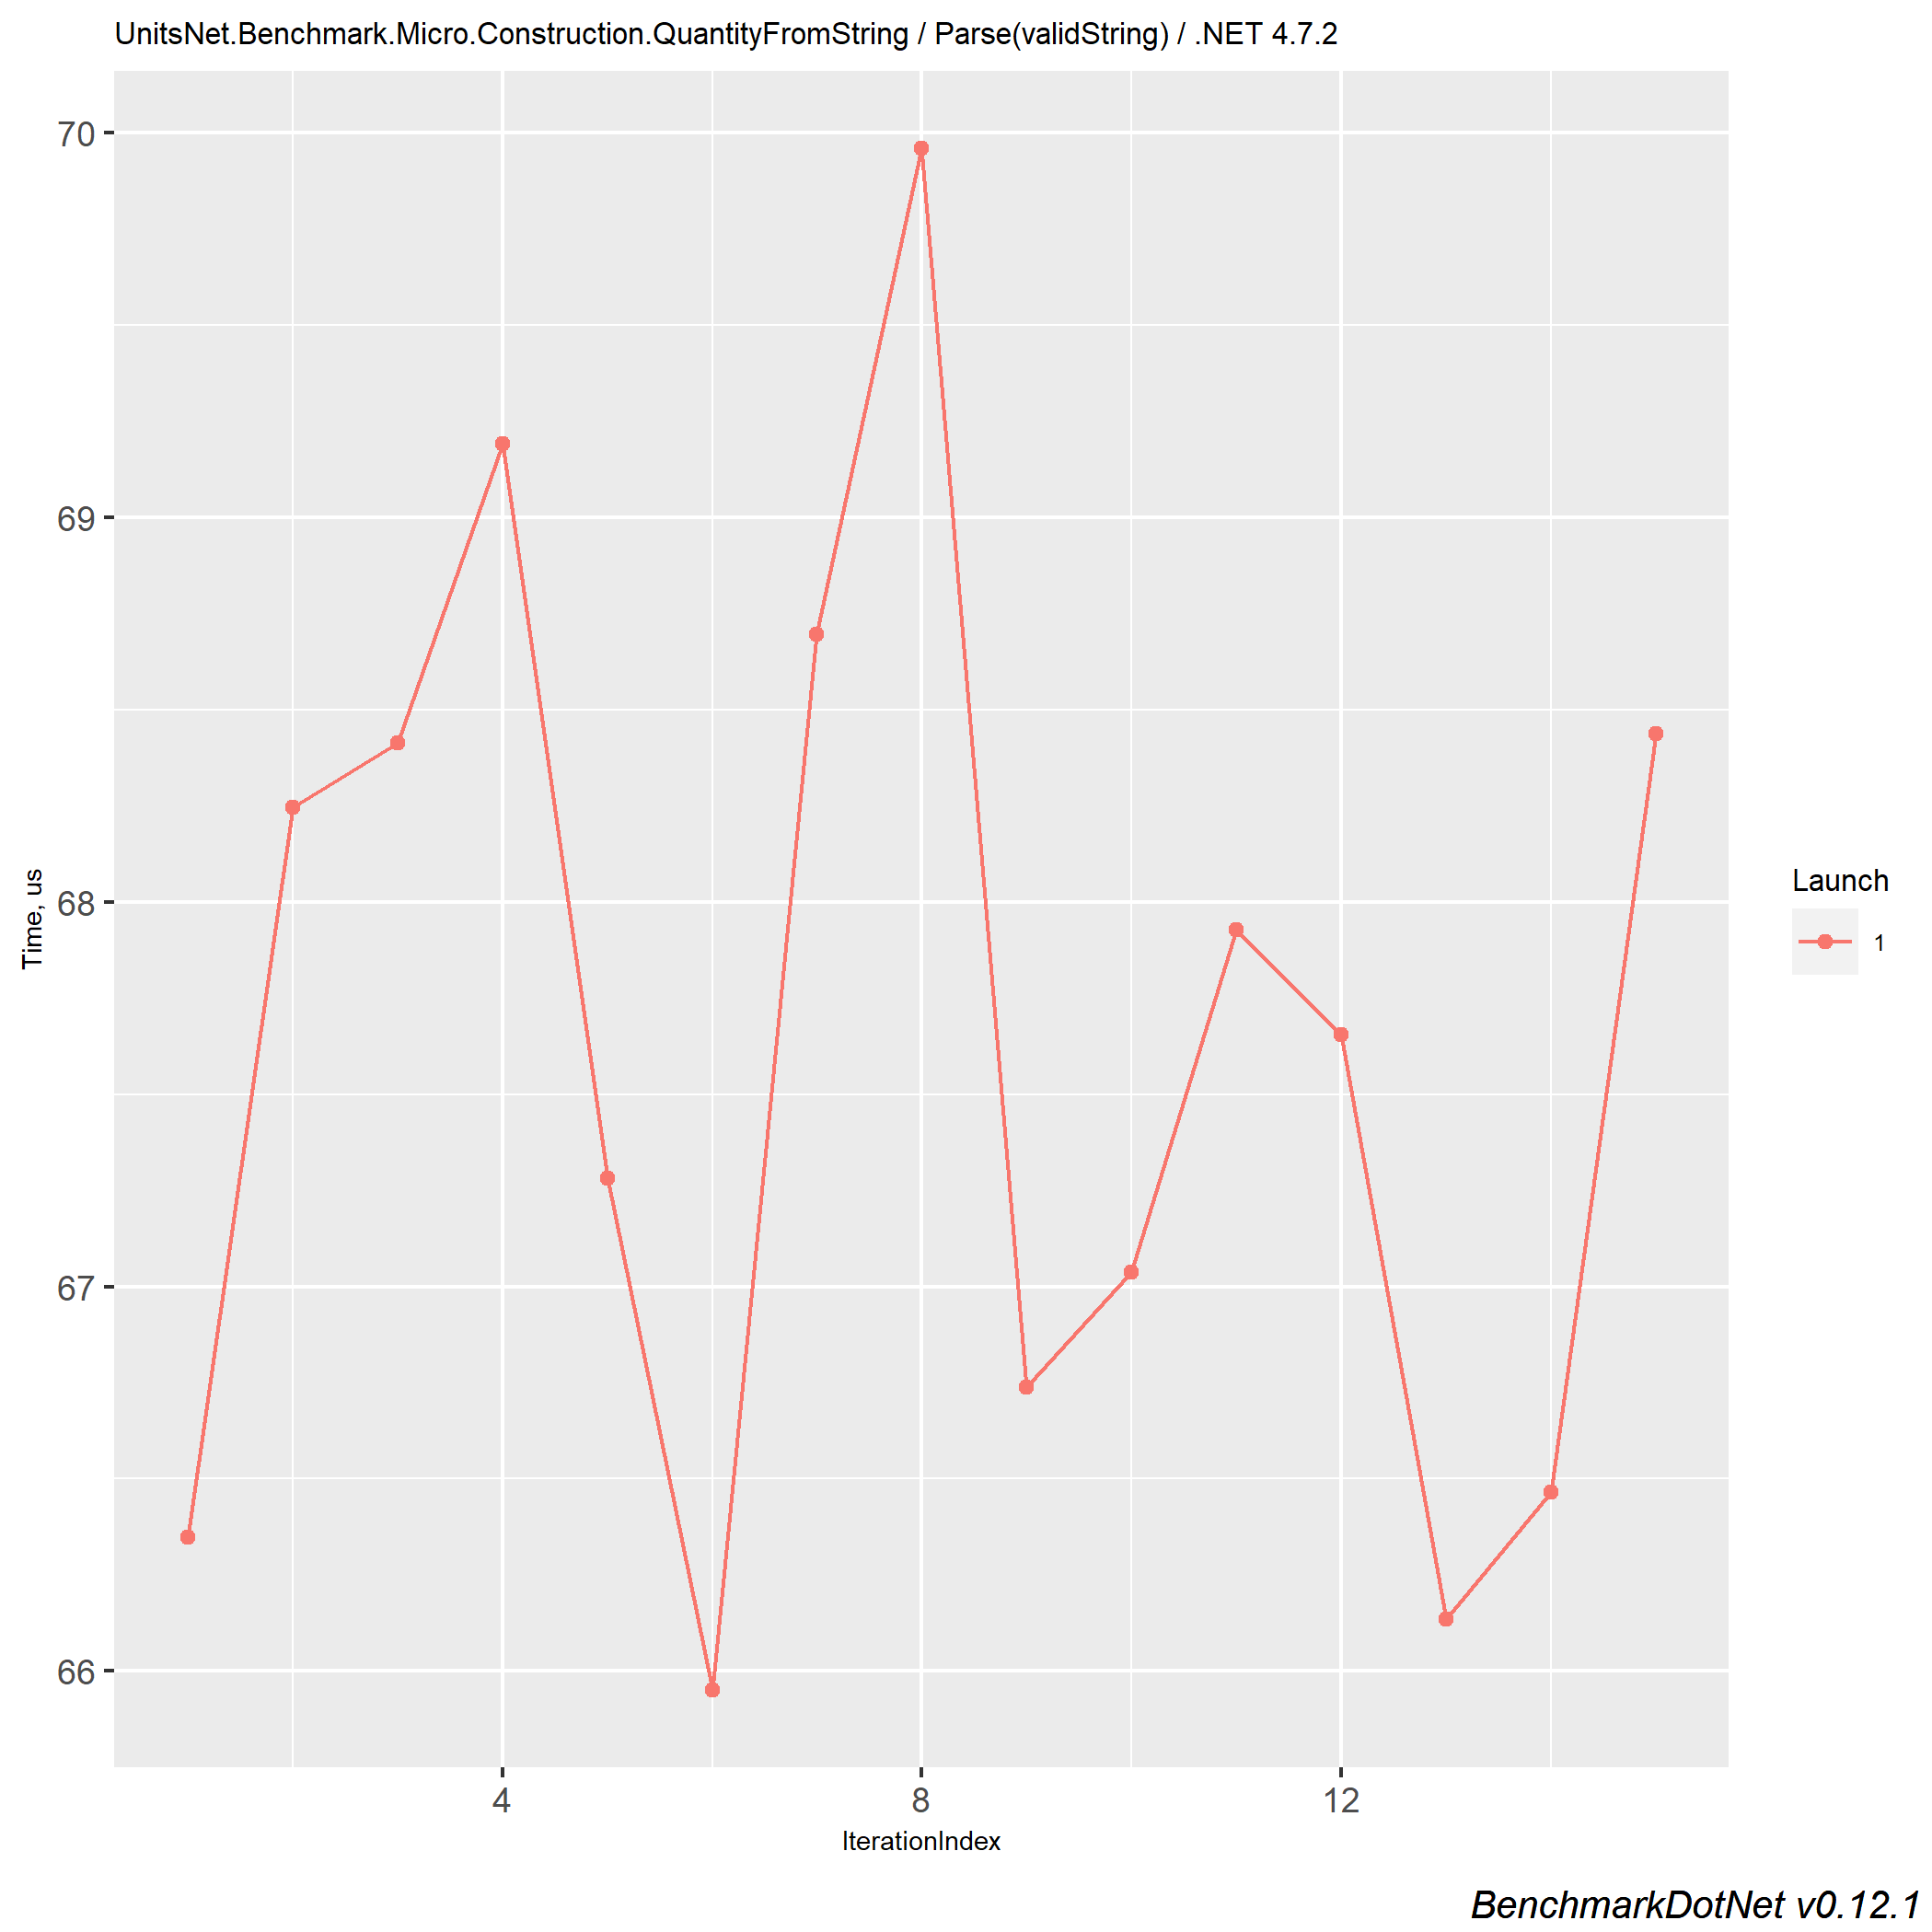 UnitsNet.Benchmark.Micro.Construction.QuantityFromString / Parse(validString) / .NET 4.7.2
70
69
68
67
66
Time, us
4 8 12
IterationIndex
Launch
1
BenchmarkDotNet v0.12.1